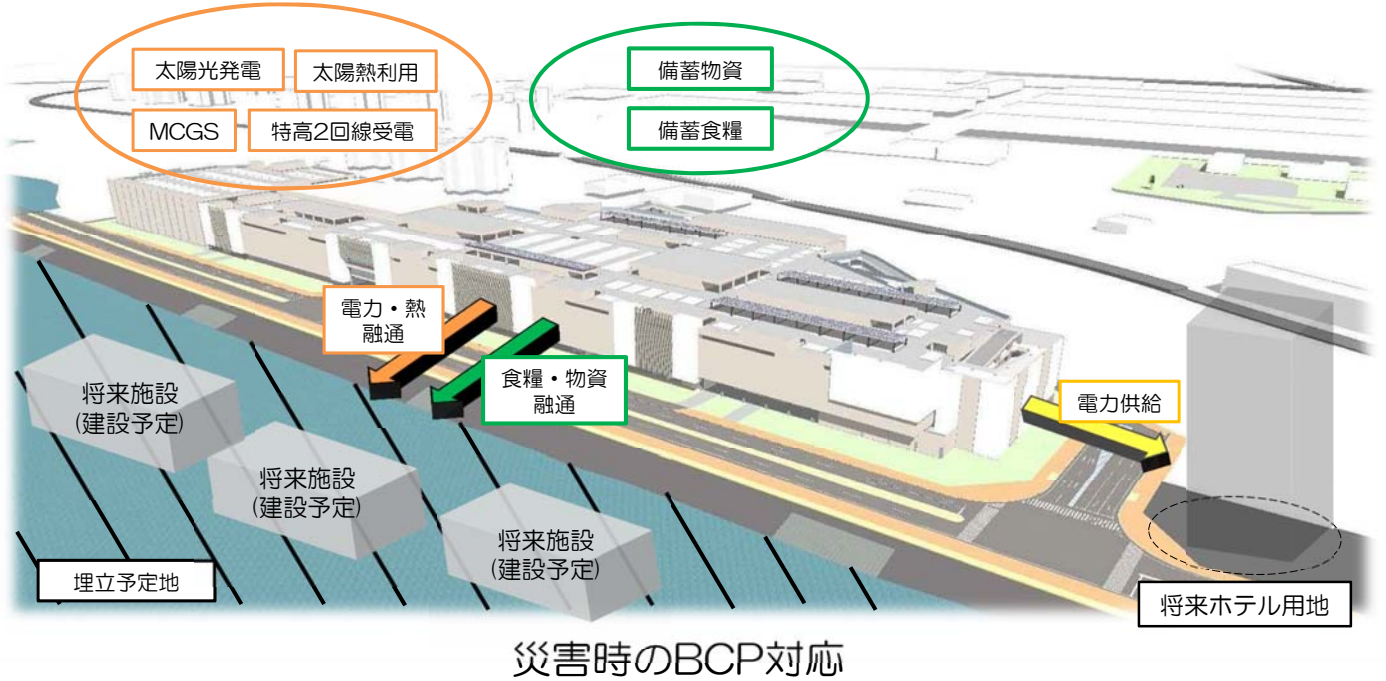 太陽光発電
太陽熱利用
MCGS
特高2回線受電
備蓄物資
備蓄食糧
電力・熱
融通
食糧・物資
融通
電力供給
将来施設
(建設予定)
将来施設
(建設予定)
将来施設
(建設予定)
埋立予定地
将来ホテル用地
災害時のBCP対応